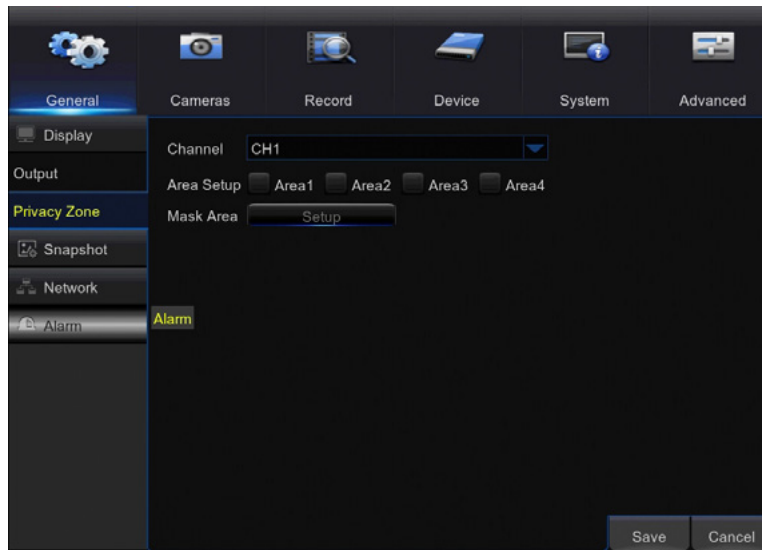 General Cameras Record Device System Advanced
Display
Output
Privacy Zone
Snapshot
Network
Alarm
Channel CH1
Area Setup Area1 Area2 Area3 Area4
Mask Area Setup
Alarm
Save Cancel